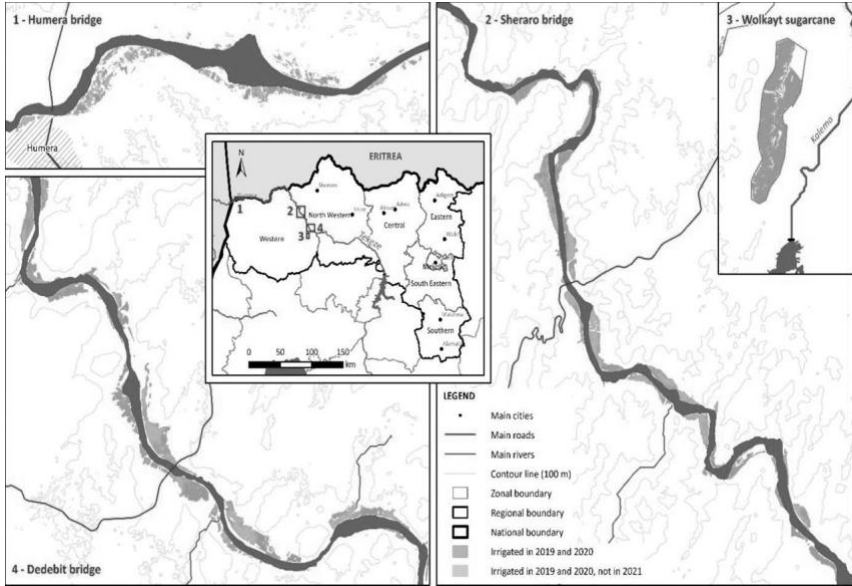 1 - Humera bridge
Humera
2 - Sheraro bridge
3 - Wolkayt sugarcane
Kalema
N
ERITREA
1
2
3
4
North Western
Western
Central
Eastern
South Eastern
Southern
0 50 100 150
km
4 - Dedebit bridge
LEGEND
Main cities
Main roads
Main rivers
Contour line (100 m)
Zonal boundary
Regional boundary
National boundary
Irrigated in 2019 and 2020
Irrigated in 2019 and 2020, not in 2021